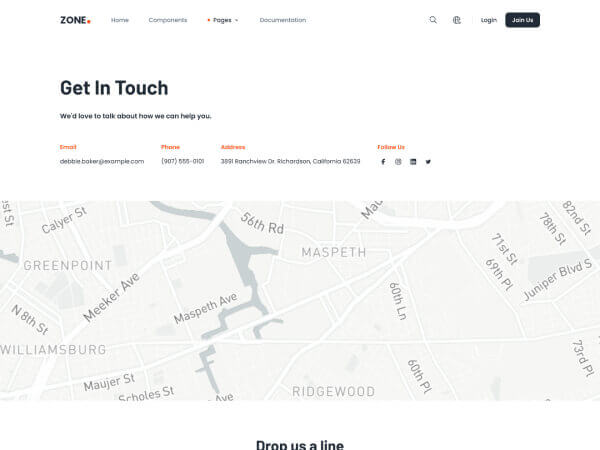 ZONE.
Home Components Pages Documentation Login Join Us
Get In Touch
We'd love to talk about how we can help you.
Email Phone Address Follow Us
debbie.baker@example.com (907) 555-0101 3891 Ranchview Dr. Richardson, California 62639
Calyer St
56th Rd
MASPETH
GREENPOINT
Meeker Ave
Maspeth Ave
N 8th St
WILLIAMSBURG
Maujer St
Scholes St
RIDGEWOOD
60th Ln
60th Pl
71st St
69th Pl
78th St
82nd St
Juniper Blvd S
73rd Pl
Drop us a line